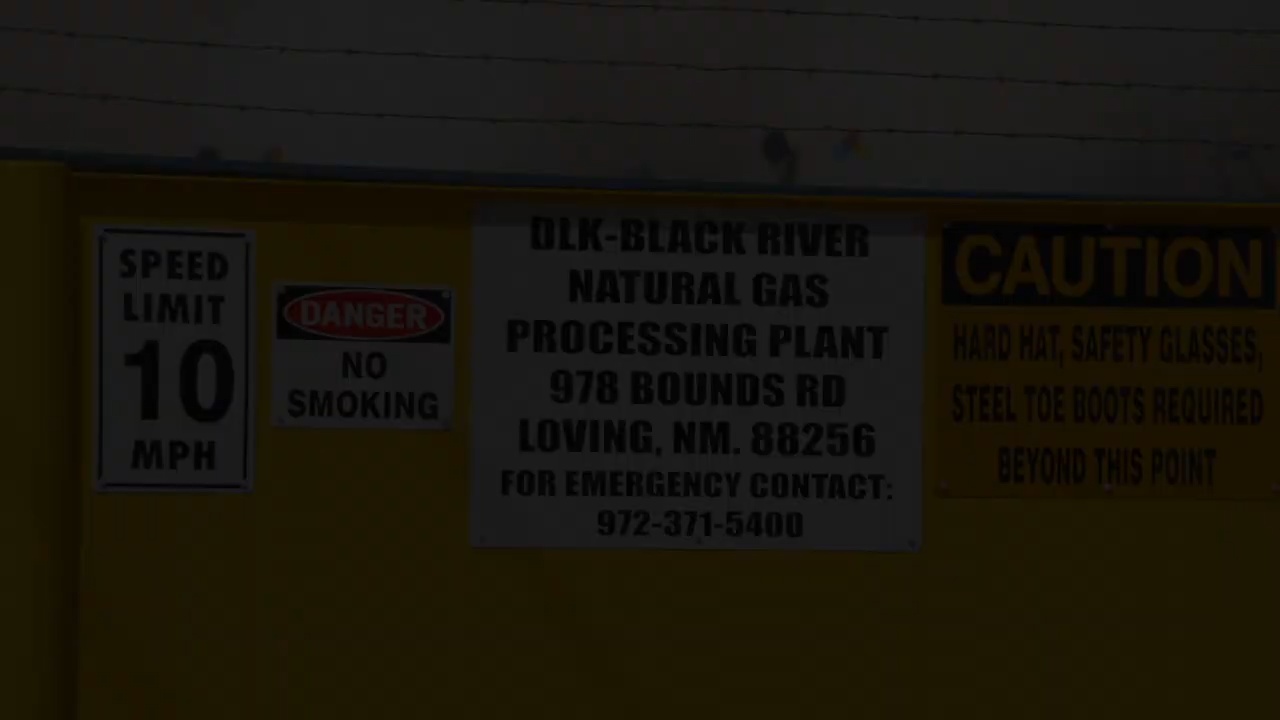 SPEED
LIMIT
10
MPH
DANGER
NO
SMOKING
DLK-BLACK RIVER
NATURAL GAS
PROCESSING PLANT
978 BOUNDS RD
LOVING, NM. 88256
FOR EMERGENCY CONTACT:
972-371-5400
CAUTION
HARD HAT, SAFETY GLASSES,
STEEL TOE BOOTS REQUIRED
BEYOND THIS POINT